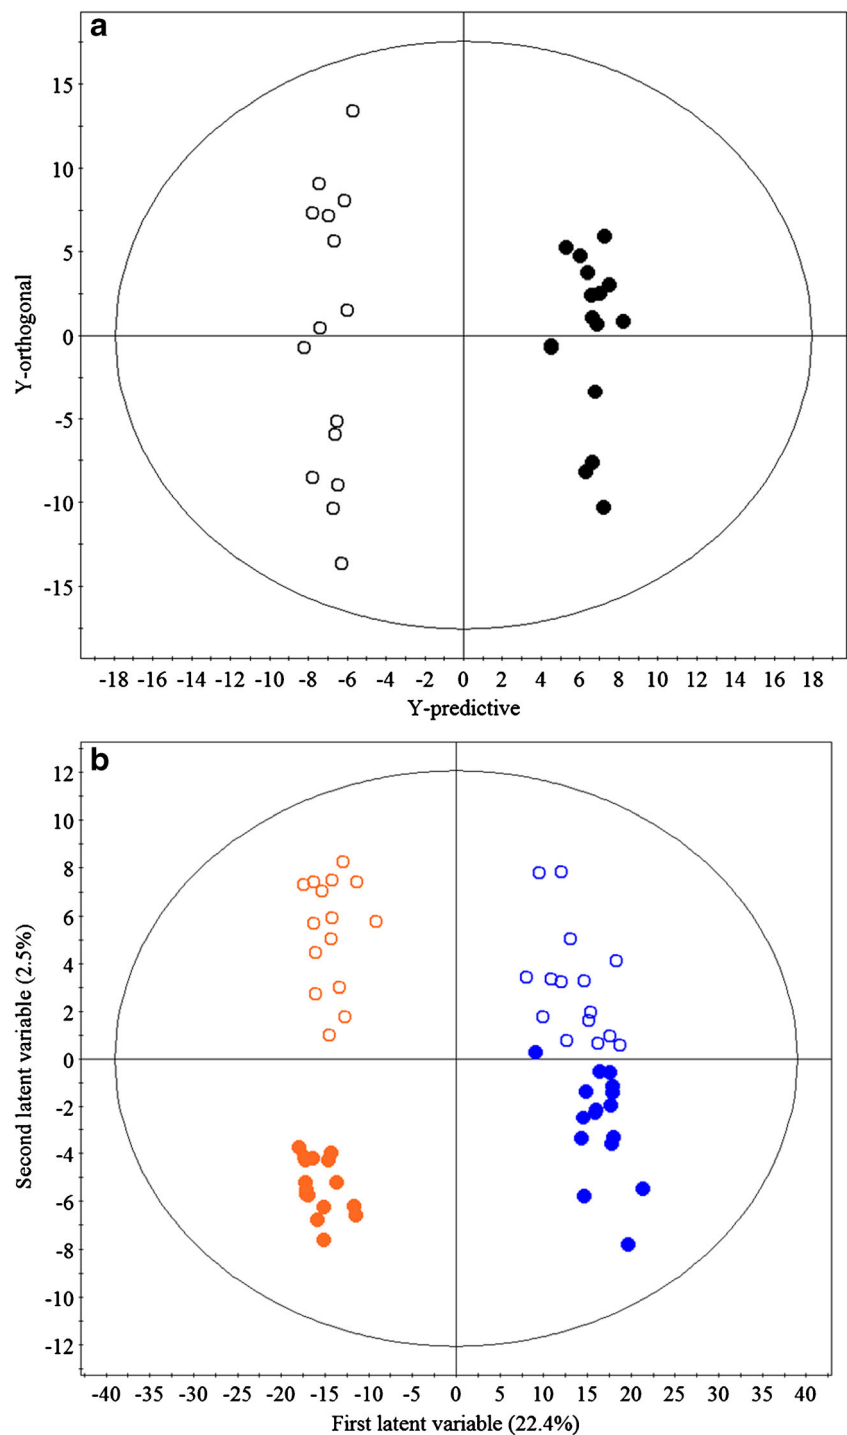 a
15
10
5
0
-5
-10
-15
Y-orthogonal
-18 -16 -14 -12 -10 -8 -6 -4 -2 0 2 4 6 8 10 12 14 16 18
Y-predictive
b
12
10
8
6
4
2
0
-2
-4
-6
-8
-10
-12
Second latent variable (2.5%)
-40 -35 -30 -25 -20 -15 -10 -5 0 5 10 15 20 25 30 35 40
First latent variable (22.4%)